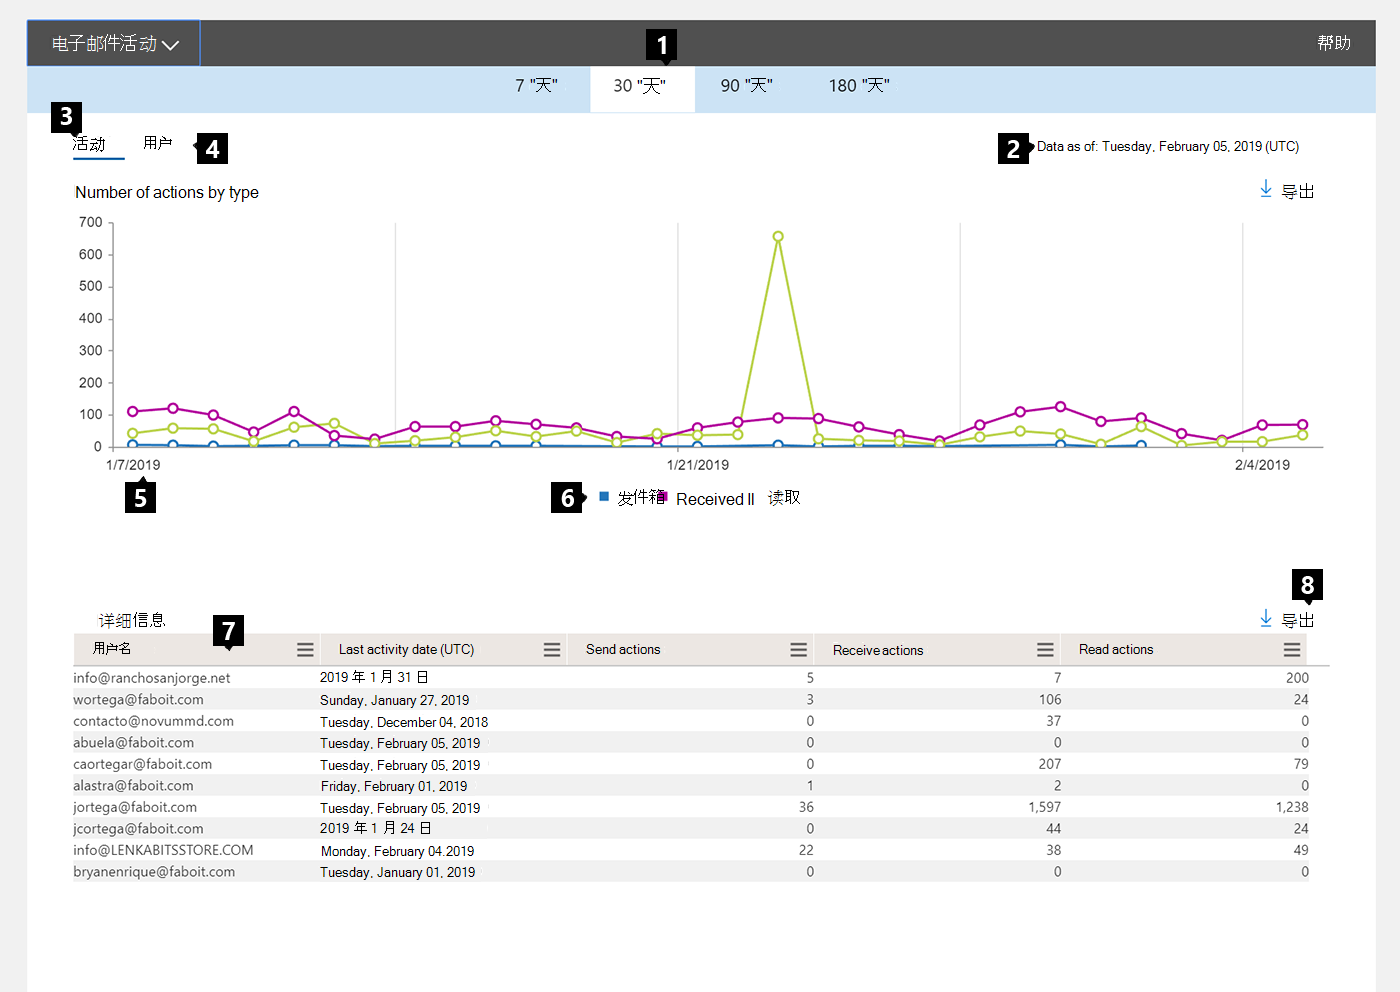 电子邮件活动
帮助
1
7 "天"
30 "天"
90 "天"
180 "天"
3
活动
用户
4
2
Data as of: Tuesday, February 05, 2019 (UTC)
Number of actions by type
导出
700
600
500
400
300
200
100
0
1/7/2019
1/21/2019
2/4/2019
5
6
发件箱
Received II
读取
8
详细信息
7
导出
用户名 Last activity date (UTC) Send actions Receive actions Read actions
info@ranchosanjorge.net 2019 年 1 月 31 日 5 7 200
wortega@faboit.com Sunday, January 27, 2019 3 106 24
contacto@novummd.com Tuesday, December 04, 2018 0 37 0
abuela@faboit.com Tuesday, February 05, 2019 0 0 0
caortegar@faboit.com Tuesday, February 05, 2019 0 207 79
alastra@faboit.com Friday, February 01, 2019 1 2 0
jortega@faboit.com Tuesday, February 05, 2019 36 1,597 1,238
jcortega@faboit.com 2019 年 1 月 24 日 0 44 24
info@LENKABITSSTORE.COM Monday, February 04.2019 22 38 49
bryanenrique@faboit.com Tuesday, January 01, 2019 0 0 0